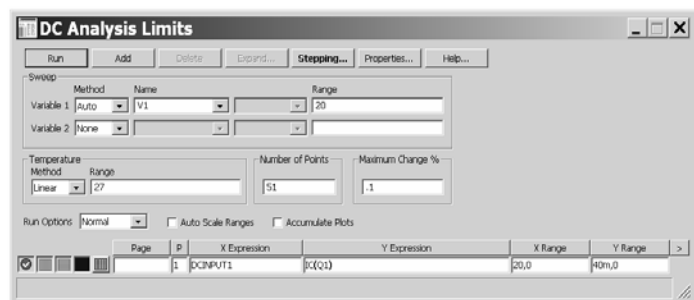 DC Analysis Limits
Run Add Delete Expand... Stepping... Properties... Help...
Sweep
Method Name Range
Variable 1 Auto V1 20
Variable 2 None
Temperature Number of Points Maximum Change %
Method Range
Linear 27 51 .1
Run Options Normal Auto Scale Ranges Accumulate Plots
Page P X Expression Y Expression X Range Y Range >
1 DCINPUT1 IC(Q1) 20,0 40m,0